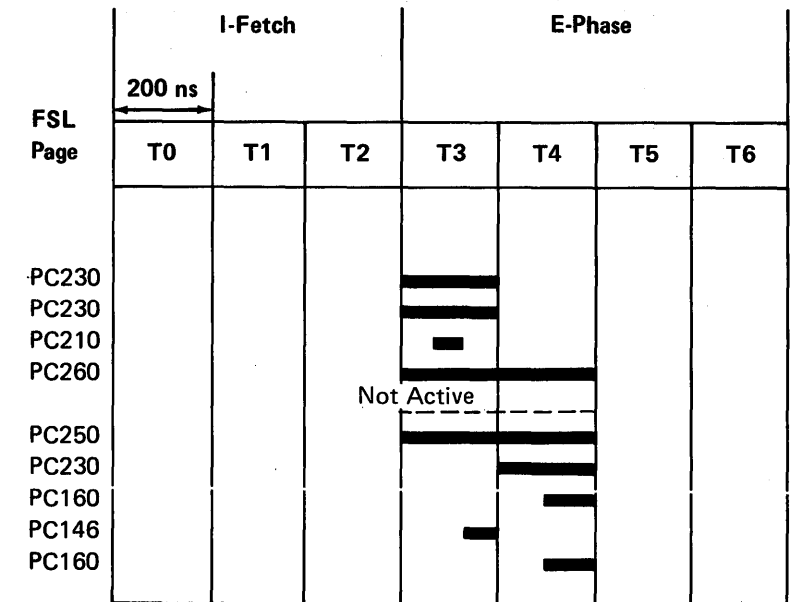 I-Fetch E-Phase
200 ns
FSL
Page T0 T1 T2 T3 T4 T5 T6
PC230
PC230
PC210
PC260
Not Active
PC250
PC230
PC160
PC146
PC160